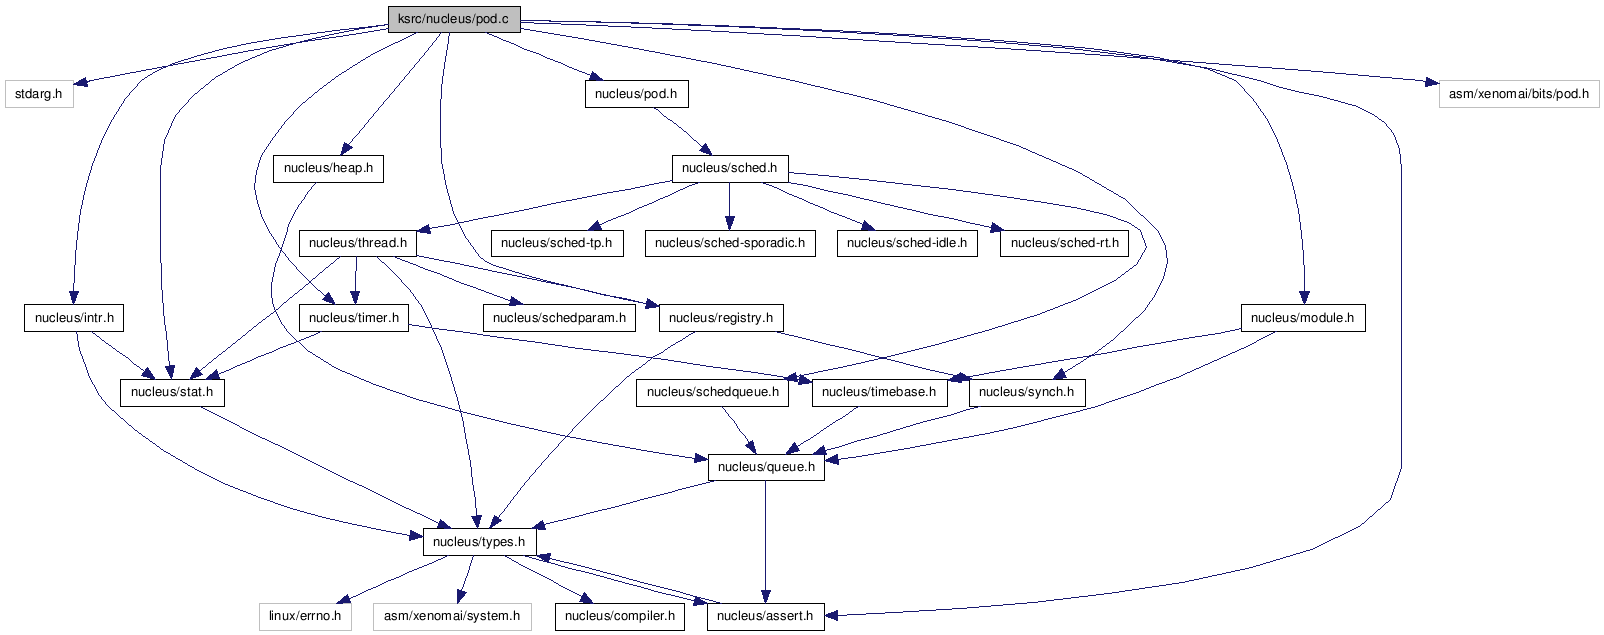 ksrc/nucleus/pod.c
stdarg.h
nucleus/pod.h
asm/xenomai/bits/pod.h
nucleus/heap.h
nucleus/sched.h
nucleus/thread.h
nucleus/sched-tp.h
nucleus/sched-sporadic.h
nucleus/sched-idle.h
nucleus/sched-rt.h
nucleus/intr.h
nucleus/timer.h
nucleus/schedparam.h
nucleus/registry.h
nucleus/module.h
nucleus/stat.h
nucleus/schedqueue.h
nucleus/timebase.h
nucleus/synch.h
nucleus/queue.h
nucleus/types.h
linux/errno.h
asm/xenomai/system.h
nucleus/compiler.h
nucleus/assert.h